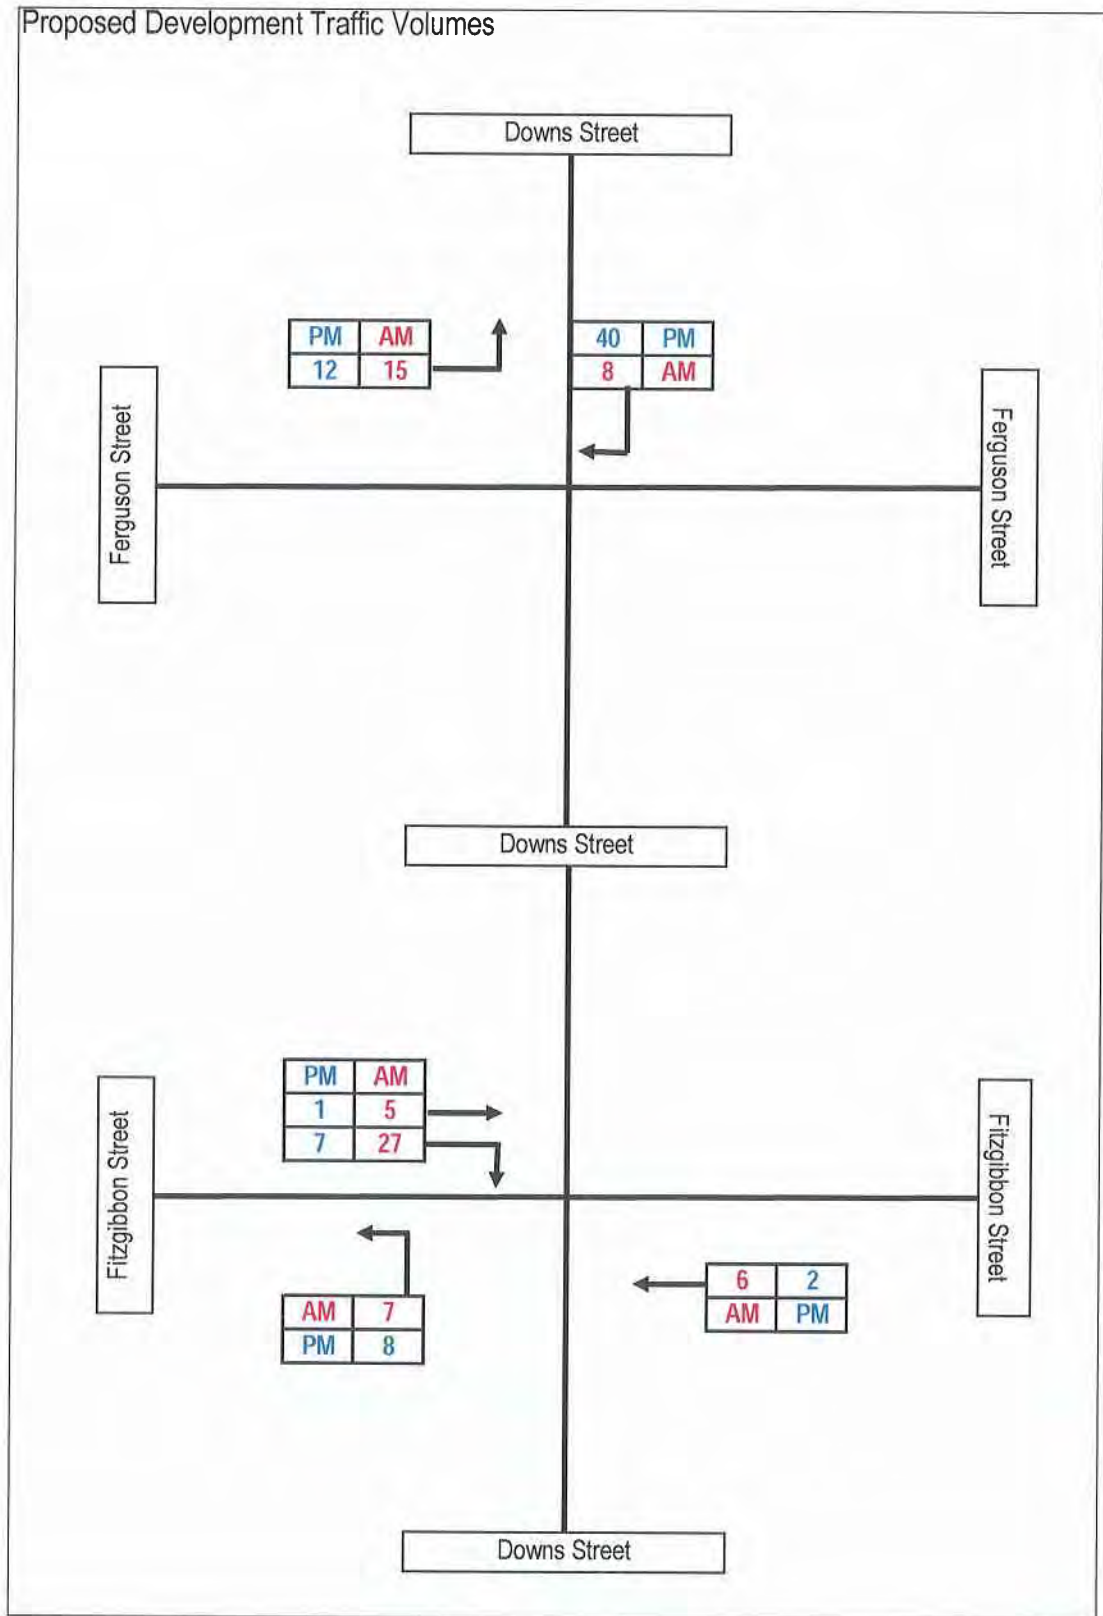 Proposed Development Traffic Volumes
Downs Street
PM AM
12 15
40 PM
8 AM
Ferguson Street
Ferguson Street
Downs Street
PM AM
1 5
7 27
Fitzgibbon Street
Fitzgibbon Street
AM 7
PM 8
6 2
AM PM
Downs Street